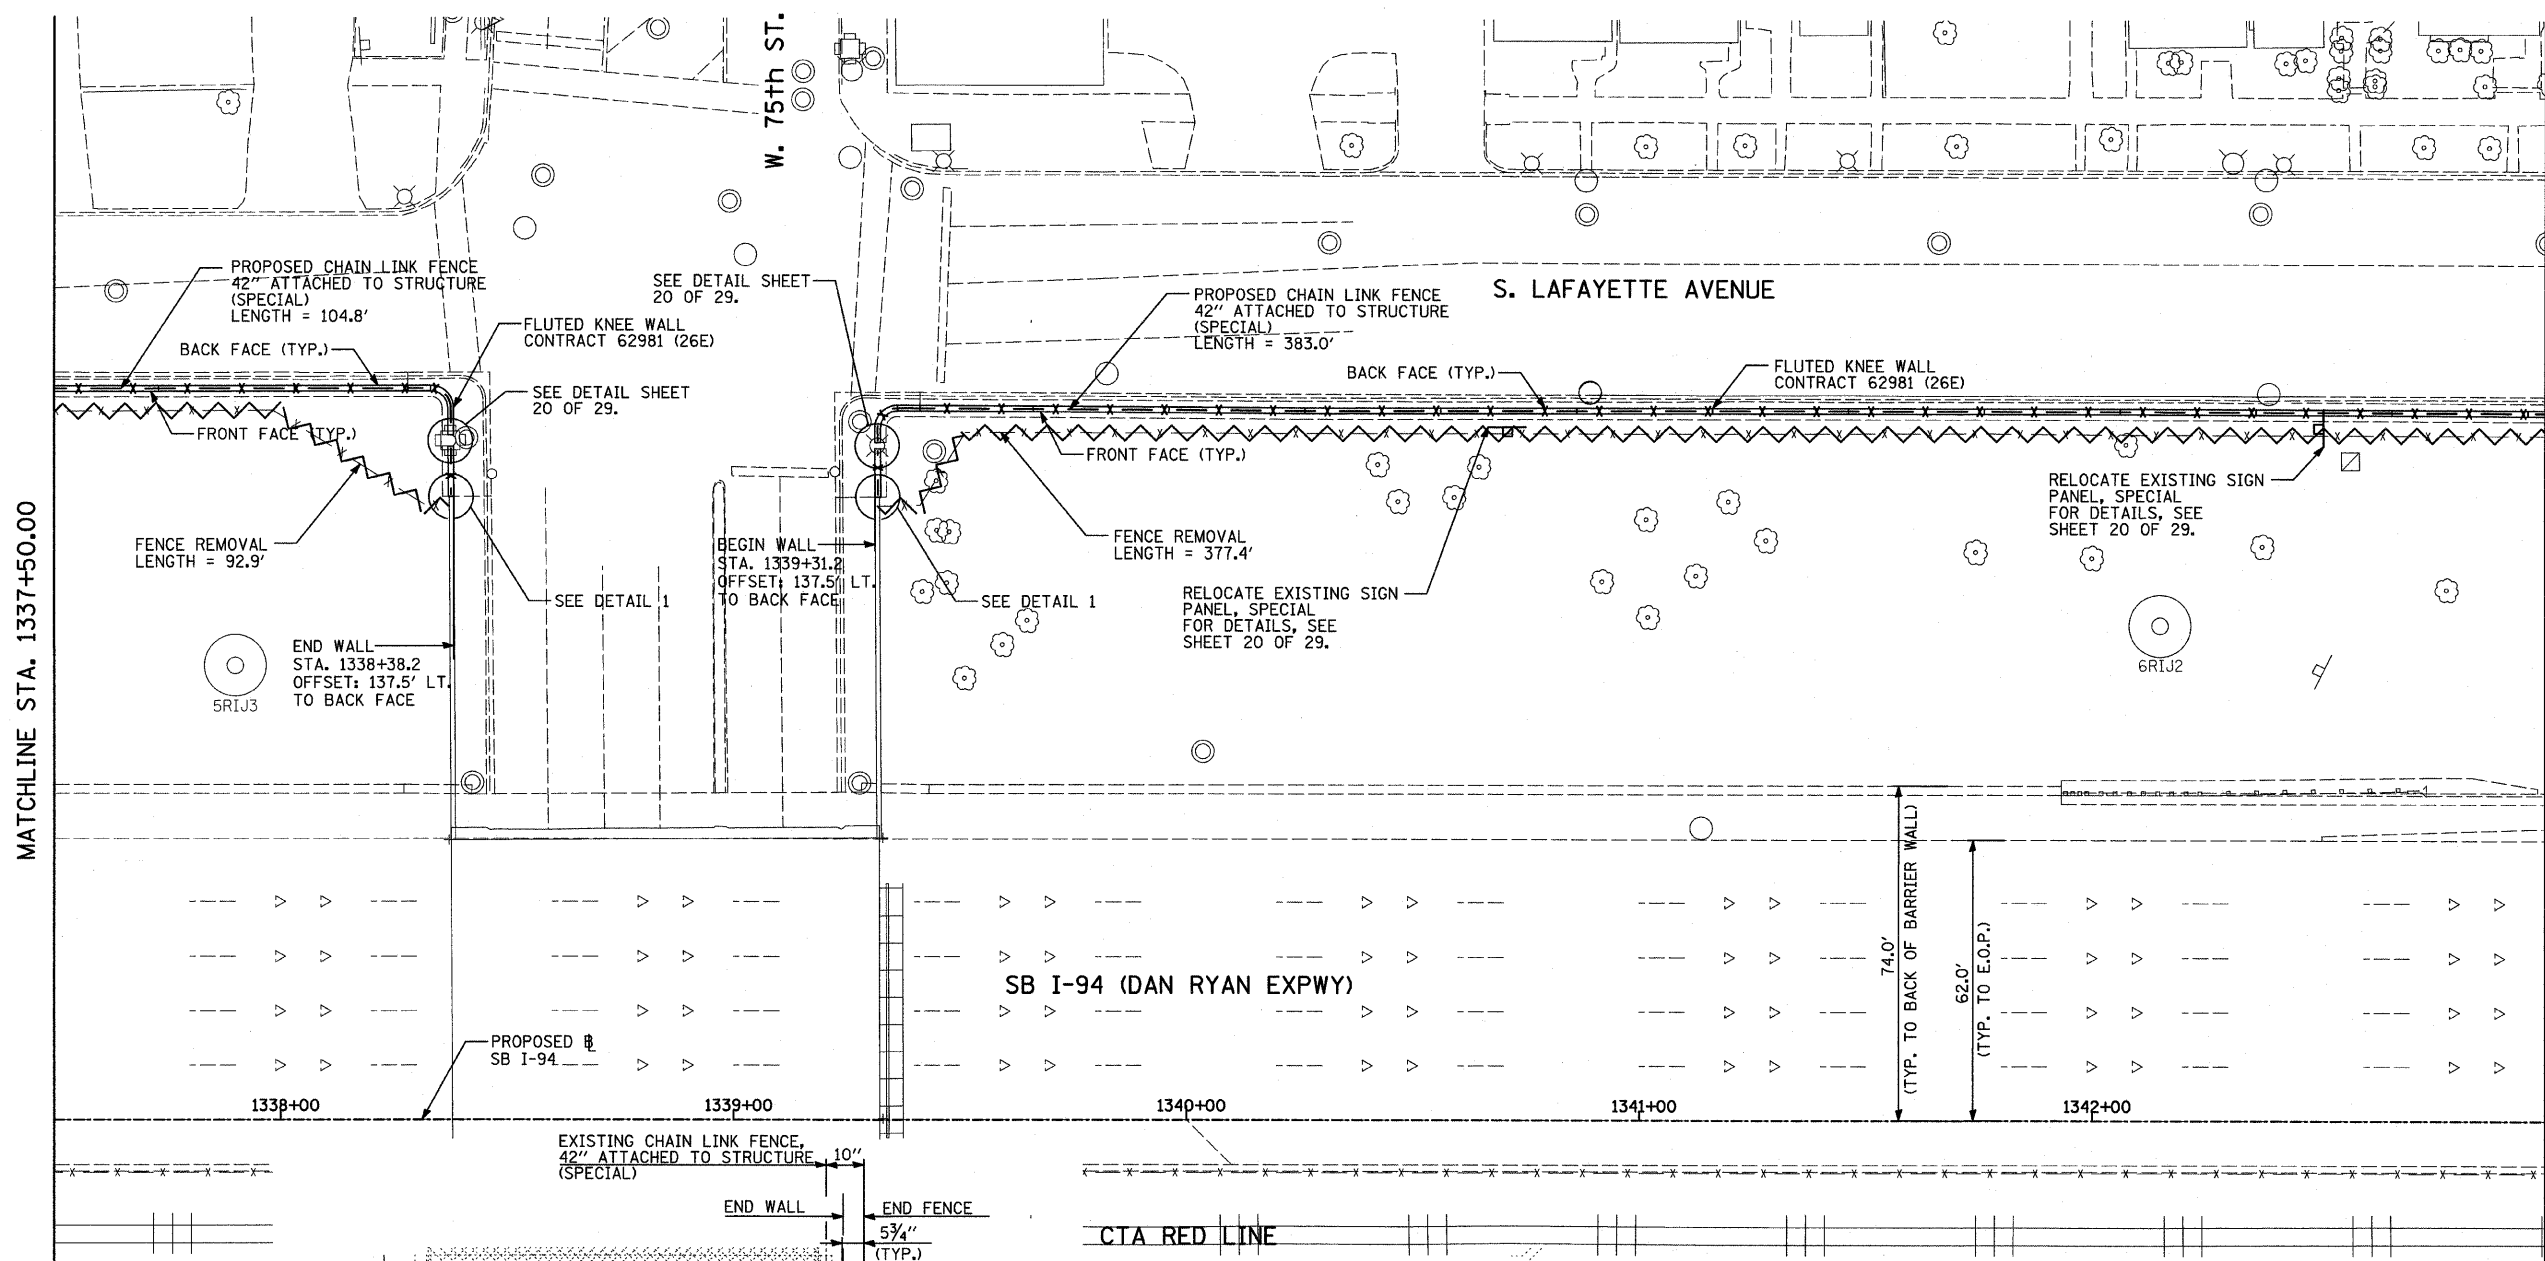 W. 75th ST.
PROPOSED CHAIN LINK FENCE
42" ATTACHED TO STRUCTURE
(SPECIAL)
LENGTH = 104.8'
BACK FACE (TYP.)
FRONT FACE (TYP.)
FLUTED KNEE WALL
CONTRACT 62981 (26E)
SEE DETAIL SHEET
20 OF 29.
SEE DETAIL SHEET
20 OF 29.
PROPOSED CHAIN LINK FENCE
42" ATTACHED TO STRUCTURE
(SPECIAL)
LENGTH = 383.0'
S. LAFAYETTE AVENUE
BACK FACE (TYP.)
FLUTED KNEE WALL
CONTRACT 62981 (26E)
FRONT FACE (TYP.)
MATCHLINE STA. 1337+50.00
FENCE REMOVAL
LENGTH = 92.9'
SEE DETAIL 1
END WALL
STA. 1338+38.2
OFFSET: 137.5' LT.
TO BACK FACE
5RIJ3
BEGIN WALL
STA. 1339+31.2
OFFSET: 137.5' LT.
TO BACK FACE
SEE DETAIL 1
FENCE REMOVAL
LENGTH = 377.4'
RELOCATE EXISTING SIGN
PANEL, SPECIAL
FOR DETAILS, SEE
SHEET 20 OF 29.
RELOCATE EXISTING SIGN
PANEL, SPECIAL
FOR DETAILS, SEE
SHEET 20 OF 29.
6RIJ2
SB I-94 (DAN RYAN EXPWY)
74.0'
(TYP. TO BACK OF BARRIER WALL)
62.0'
(TYP. TO E.O.P.)
PROPOSED
SB I-94
1338+00
1339+00
1340+00
1341+00
1342+00
EXISTING CHAIN LINK FENCE,
42" ATTACHED TO STRUCTURE
(SPECIAL)
10"
END WALL
END FENCE
5¾"
(TYP.)
CTA RED LINE